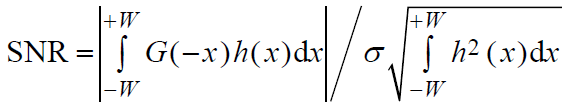 SNR = |∫_{-W}^{+W} G(-x)h(x)dx| / σ√(∫_{-W}^{+W} h²(x)dx)